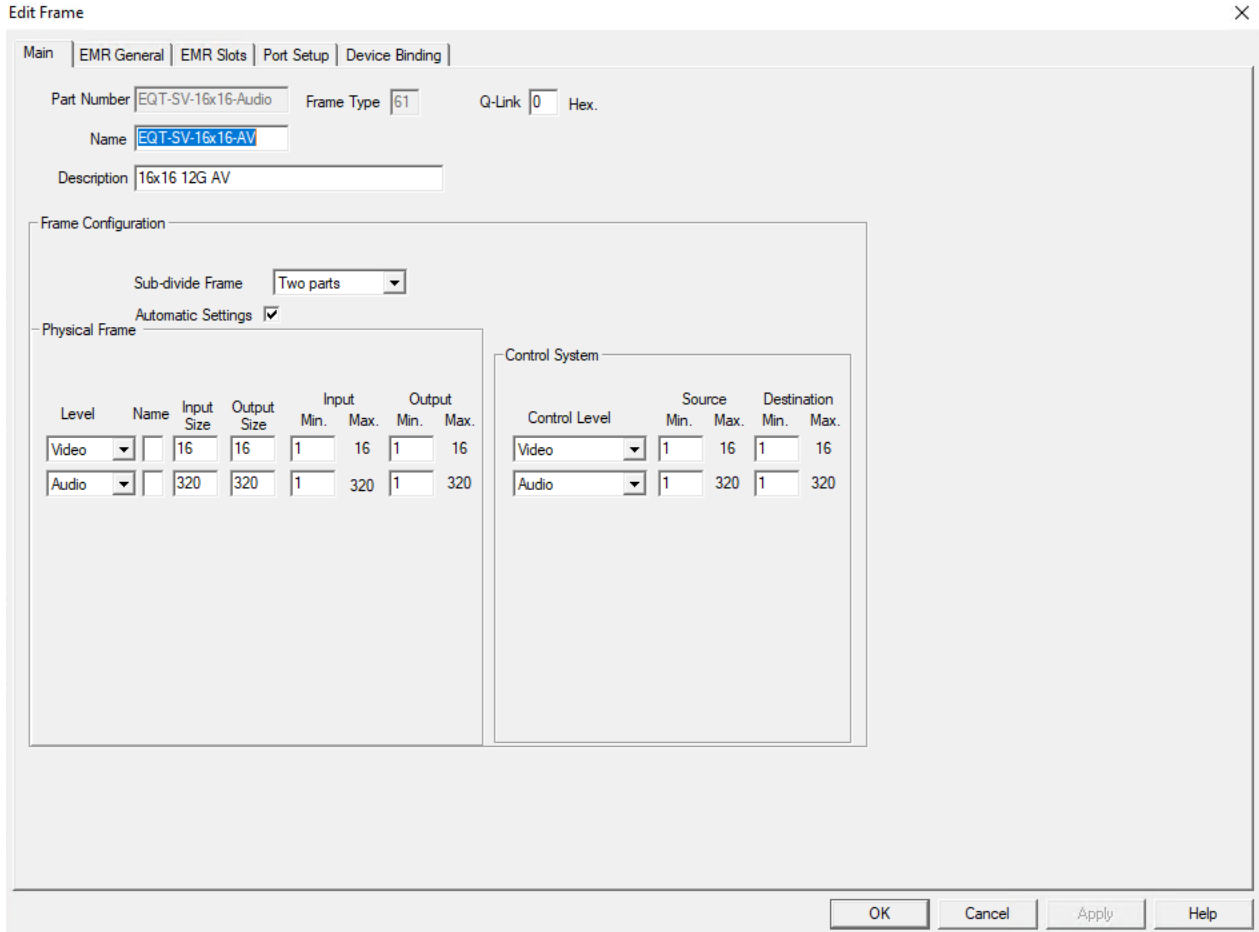 Edit Frame
Main EMR General EMR Slots Port Setup Device Binding
Part Number EQT-SV-16x16-Audio Frame Type 61 Q-Link 0 Hex.
Name EQT-SV-16x16-AV
Description 16x16 12G AV
Frame Configuration
Sub-divide Frame Two parts
Automatic Settings
Physical Frame
Control System
Input Output Source Destination
Level Name Input Size Output Size Min. Max. Min. Max. Control Level Min. Max. Min. Max.
Video 16 16 1 16 1 16 Video 1 16 1 16
Audio 320 320 1 320 1 320 Audio 1 320 1 320
OK Cancel Apply Help